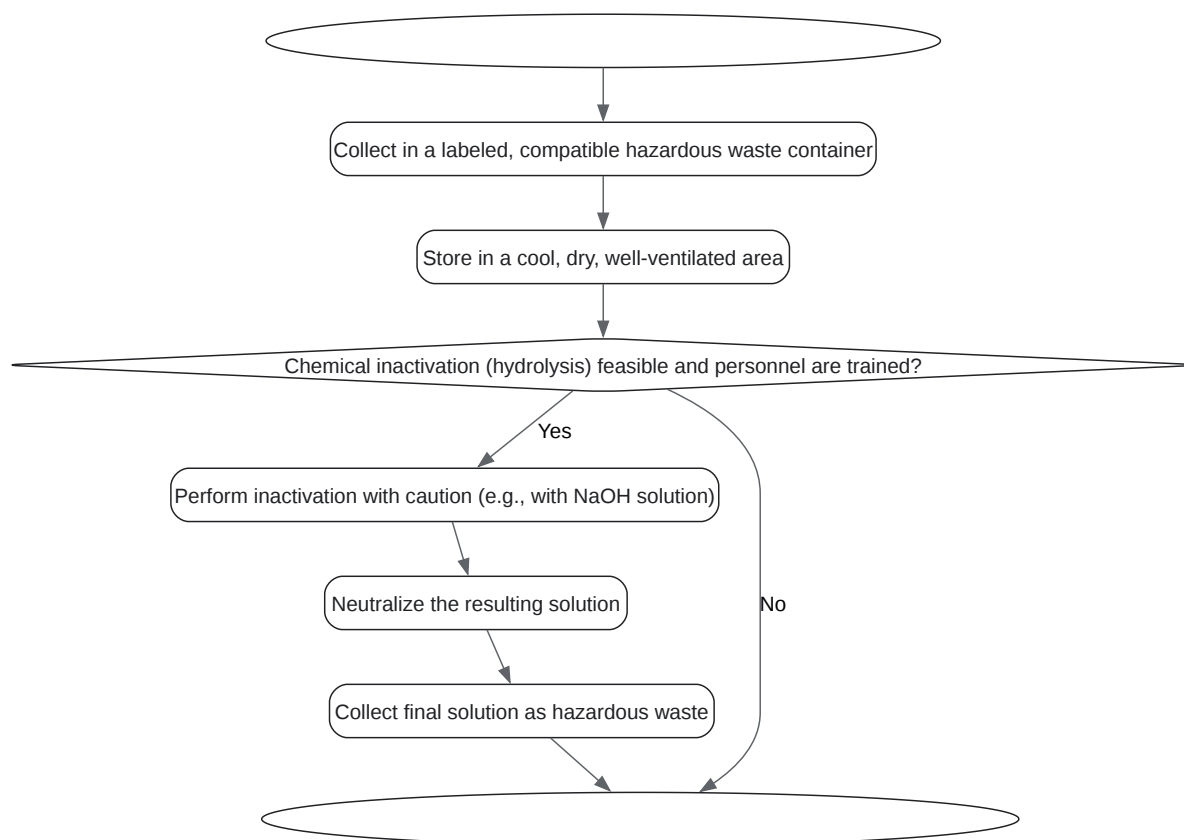 Collect in a labeled, compatible hazardous waste container
Store in a cool, dry, well-ventilated area
Chemical inactivation (hydrolysis) feasible and personnel are trained?
Yes
Perform inactivation with caution (e.g., with NaOH solution)
Neutralize the resulting solution
No
Collect final solution as hazardous waste